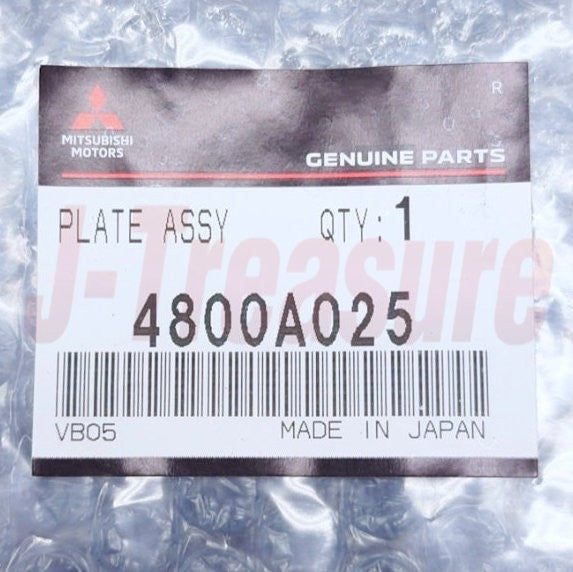 MITSUBISHI
MOTORS
GENUINE PARTS
PLATE ASSY QTY: 1
J-Treasure
4800A025
VB05 MADE IN JAPAN